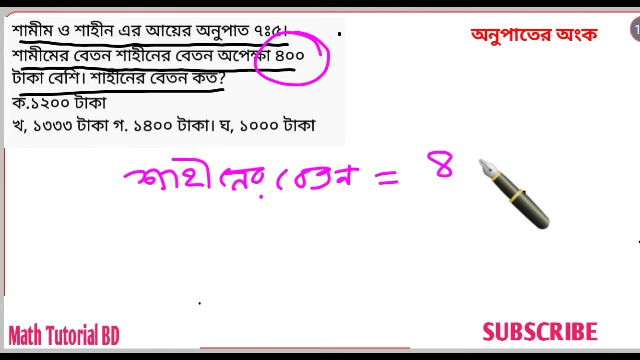 শামীম ও শাহীন এর আয়ের অনুপাত ৭ঃ৫।
অনুপাতের অংক
শামীমের বেতন শাহীনের বেতন অপেক্ষা ৪০০
টাকা বেশি। শাহীনের বেতন কত?
ক.১২০০ টাকা
খ, ১৩৩৩ টাকা গ. ১৪০০ টাকা। ঘ, ১০০০ টাকা
শাহীনের বেতন = ৪
Math Tutorial BD
SUBSCRIBE